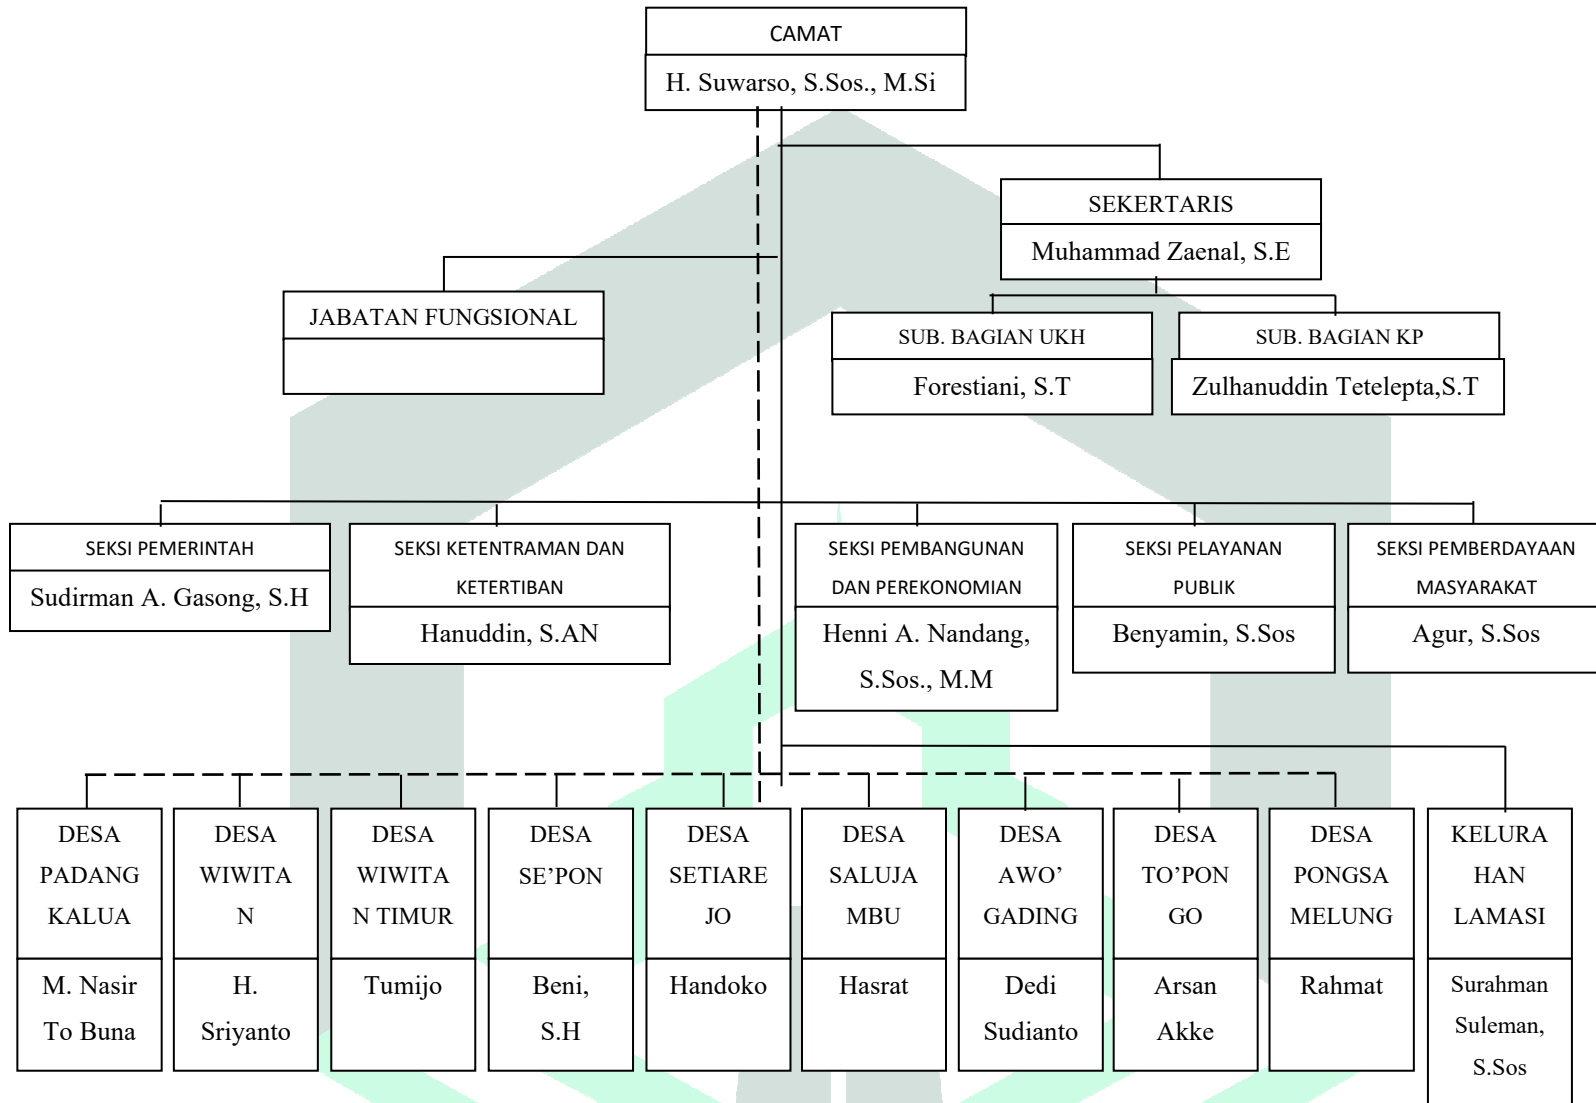 CAMAT
H. Suwarso, S.Sos., M.Si
SEKERTARIS
Muhammad Zaenal, S.E
JABATAN FUNGSIONAL
SUB. BAGIAN UKH
Forestiani, S.T
SUB. BAGIAN KP
Zulhanuddin Tetelepta,S.T
SEKSI PEMERINTAH
Sudirman A. Gasong, S.H
SEKSI KETENTRAMAN DAN
KETERTIBAN
Hanuddin, S.AN
SEKSI PEMBANGUNAN
DAN PEREKONOMIAN
Henni A. Nandang,
S.Sos., M.M
SEKSI PELAYANAN
PUBLIK
Benyamin, S.Sos
SEKSI PEMBERDAYAAN
MASYARAKAT
Agur, S.Sos
DESA
PADANG
KALUA
M. Nasir
To Buna
DESA
WIWITA
N
H.
Sriyanto
DESA
WIWITA
N TIMUR
Tumijo
DESA
SE’PON
Beni,
S.H
DESA
SETIARE
JO
Handoko
DESA
SALUJA
MBU
Hasrat
DESA
AWO’
GADING
Dedi
Sudianto
DESA
TO’PON
GO
Arsan
Akke
DESA
PONGSA
MELUNG
Rahmat
KELURA
HAN
LAMASI
Surahman
Suleman,
S.Sos